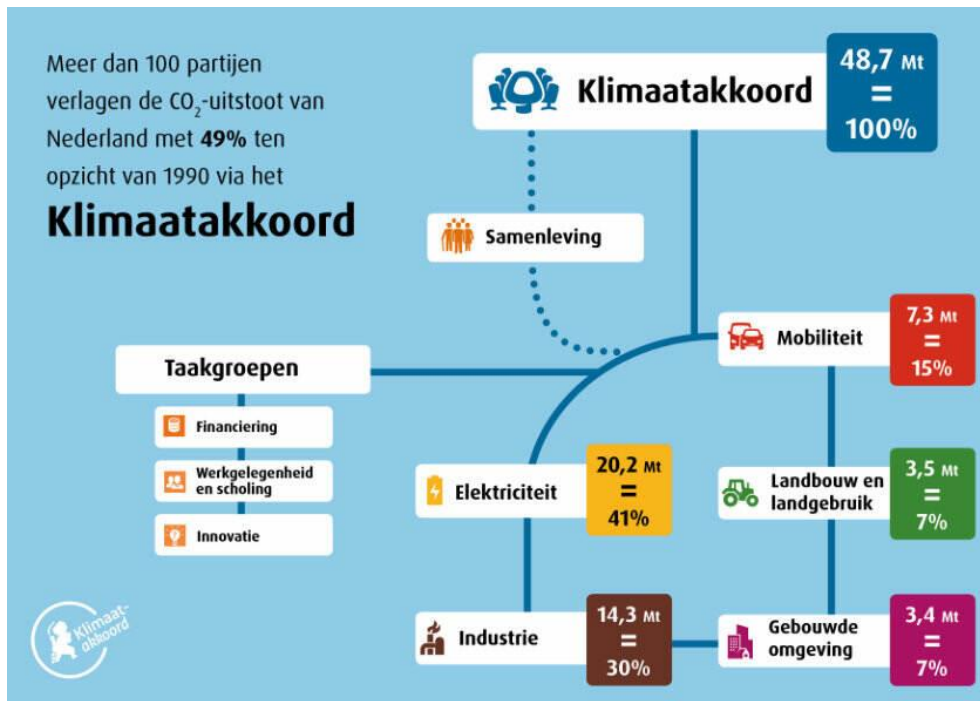 Meer dan 100 partijen
verlagen de CO₂-uitstoot van
Nederland met 49% ten
opzicht van 1990 via het
Klimaatakkoord
Klimaatakkoord
48,7 Mt
=
100%
Samenleving
Mobiliteit
7,3 Mt
=
15%
Taakgroepen
Financiering
Werkgelegenheid
en scholing
Innovatie
Elektriciteit
20,2 Mt
=
41%
Landbouw en
landgebruik
3,5 Mt
=
7%
Industrie
14,3 Mt
=
30%
Gebouwde
omgeving
3,4 Mt
=
7%
Klimaat-
akkoord